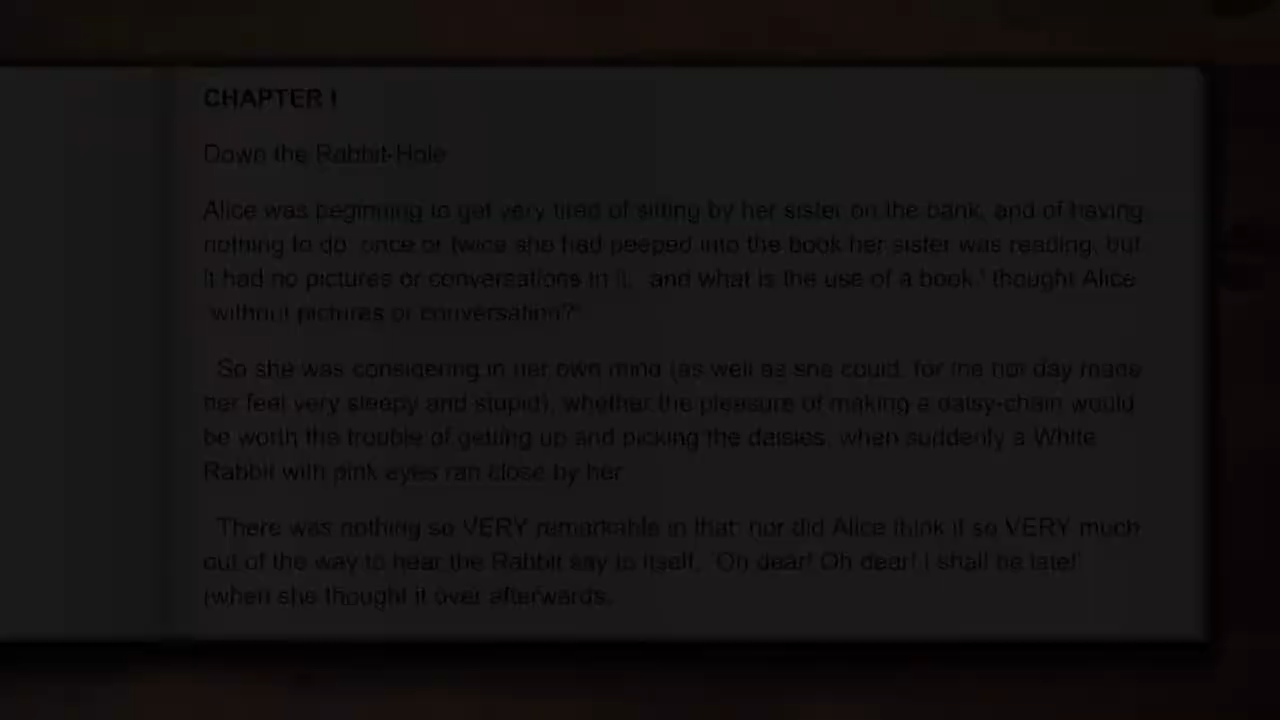 CHAPTER I
Down the Rabbit-Hole
Alice was beginning to get very tired of sitting by her sister on the bank, and of having
nothing to do: once or twice she had peeped into the book her sister was reading, but
it had no pictures or conversations in it, 'and what is the use of a book,' thought Alice
'without pictures or conversation?'
So she was considering in her own mind (as well as she could, for the hot day made
her feel very sleepy and stupid), whether the pleasure of making a daisy-chain would
be worth the trouble of getting up and picking the daisies, when suddenly a White
Rabbit with pink eyes ran close by her.
There was nothing so VERY remarkable in that; nor did Alice think it so VERY much
out of the way to hear the Rabbit say to itself, 'Oh dear! Oh dear! I shall be late!'
(when she thought it over afterwards,